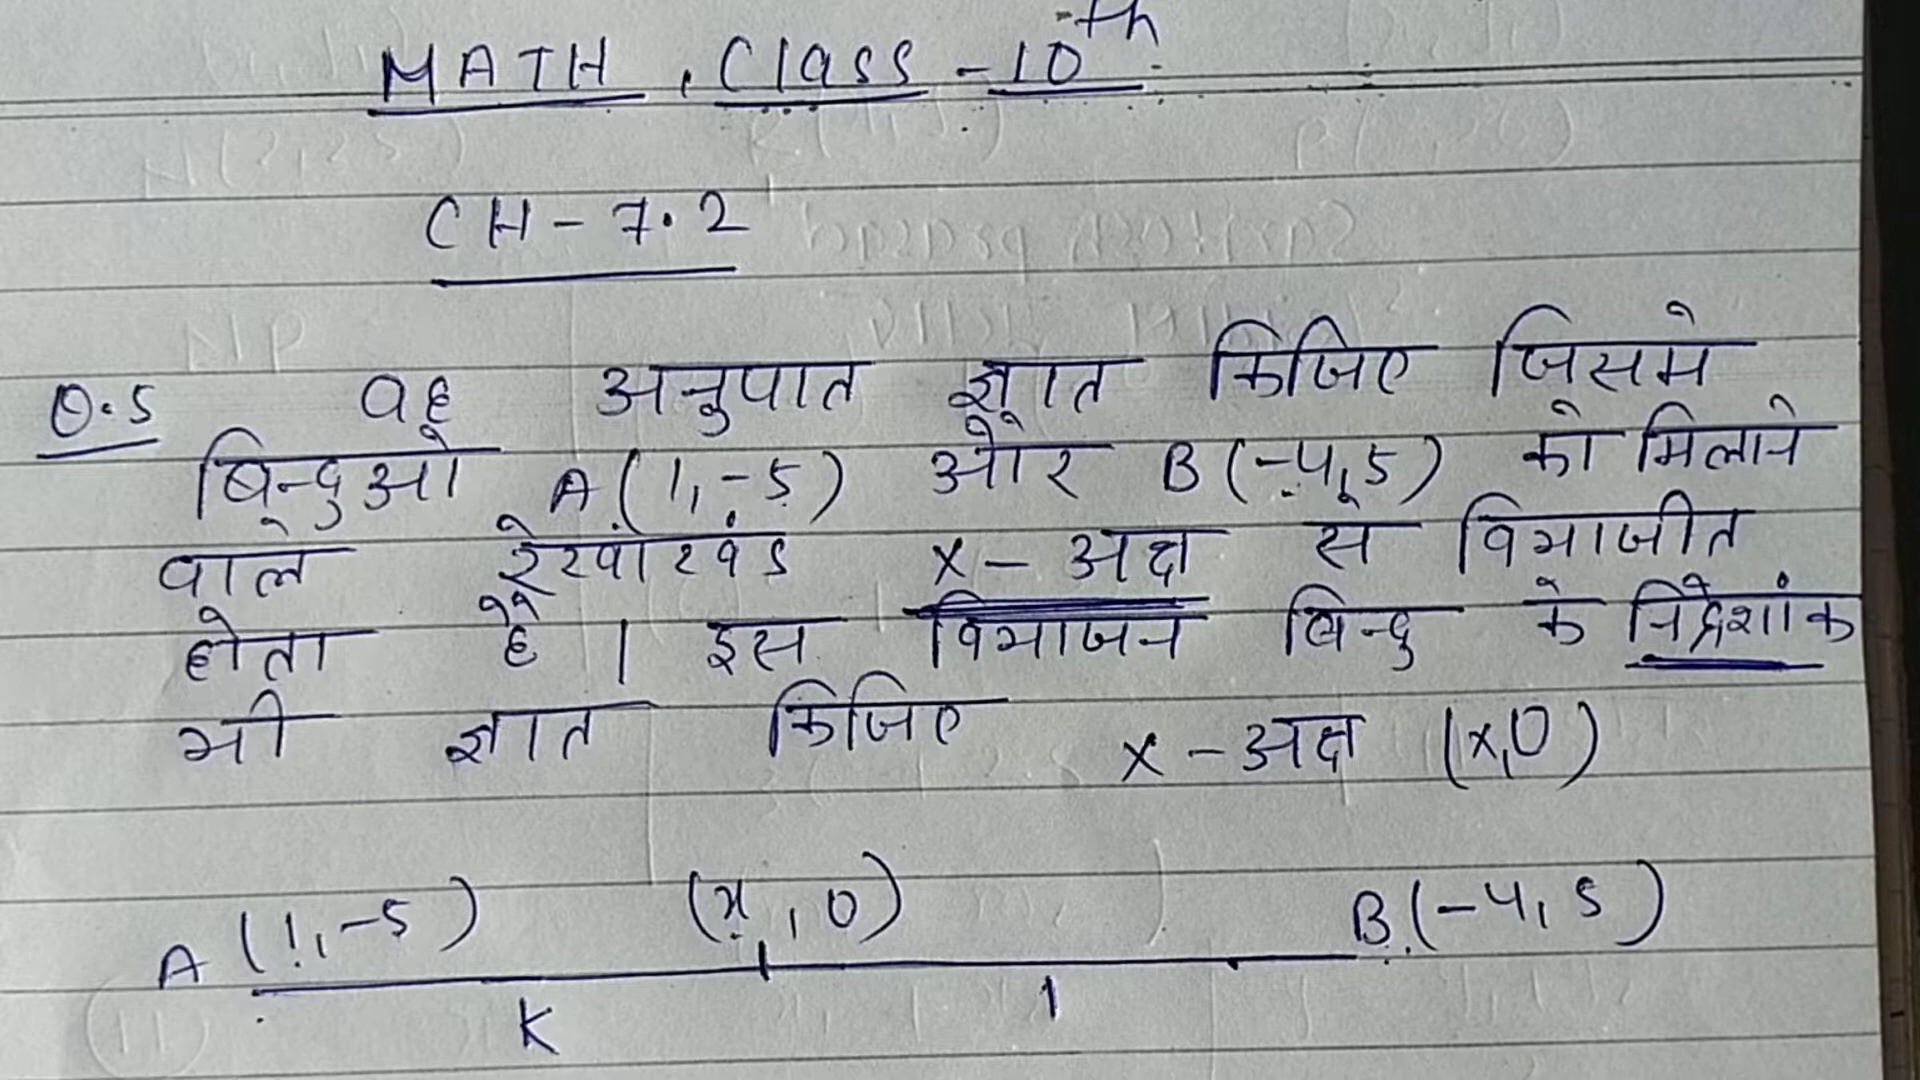 MATH, Class - 10th
CH - 7.2
Q.5 वह अनुपात ज्ञात किजिए जिसमे
बिन्दुओ A(1,-5) और B(-4,5) को मिलाने
वाले रेखाखंड x-अक्ष से विभाजीत
होता है । इस विभाजन बिन्दु के निर्देशांक
भी ज्ञात किजिए x-अक्ष (x,0)
A (1,-5) (x,0) B(-4,5)
K 1